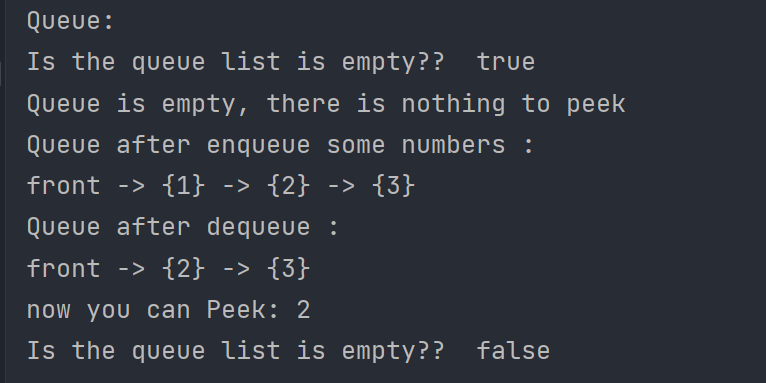 Queue:
Is the queue list is empty??  true
Queue is empty, there is nothing to peek
Queue after enqueue some numbers :
front -> {1} -> {2} -> {3}
Queue after dequeue :
front -> {2} -> {3}
now you can Peek: 2
Is the queue list is empty??  false